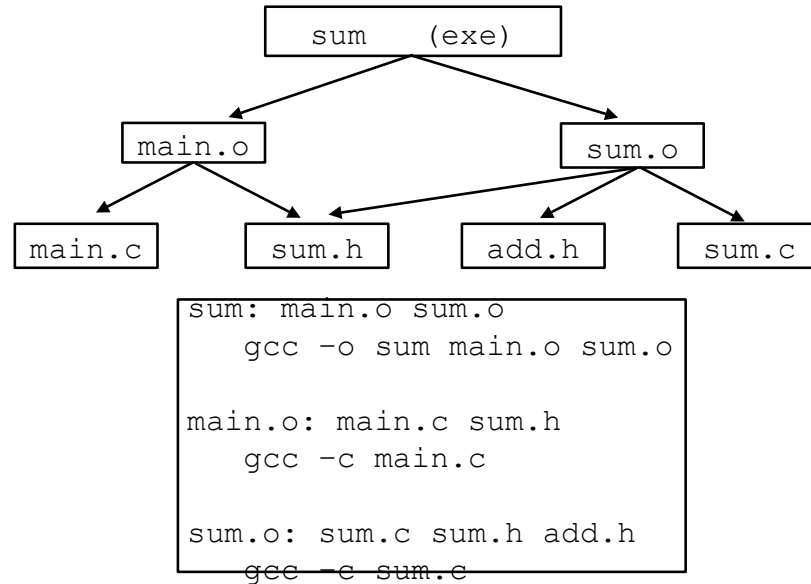 sum (exe)
main.o sum.o
main.c sum.h add.h sum.c
sum: main.o sum.o
gcc –o sum main.o sum.o
main.o: main.c sum.h
gcc –c main.c
sum.o: sum.c sum.h add.h
gcc –c sum.c